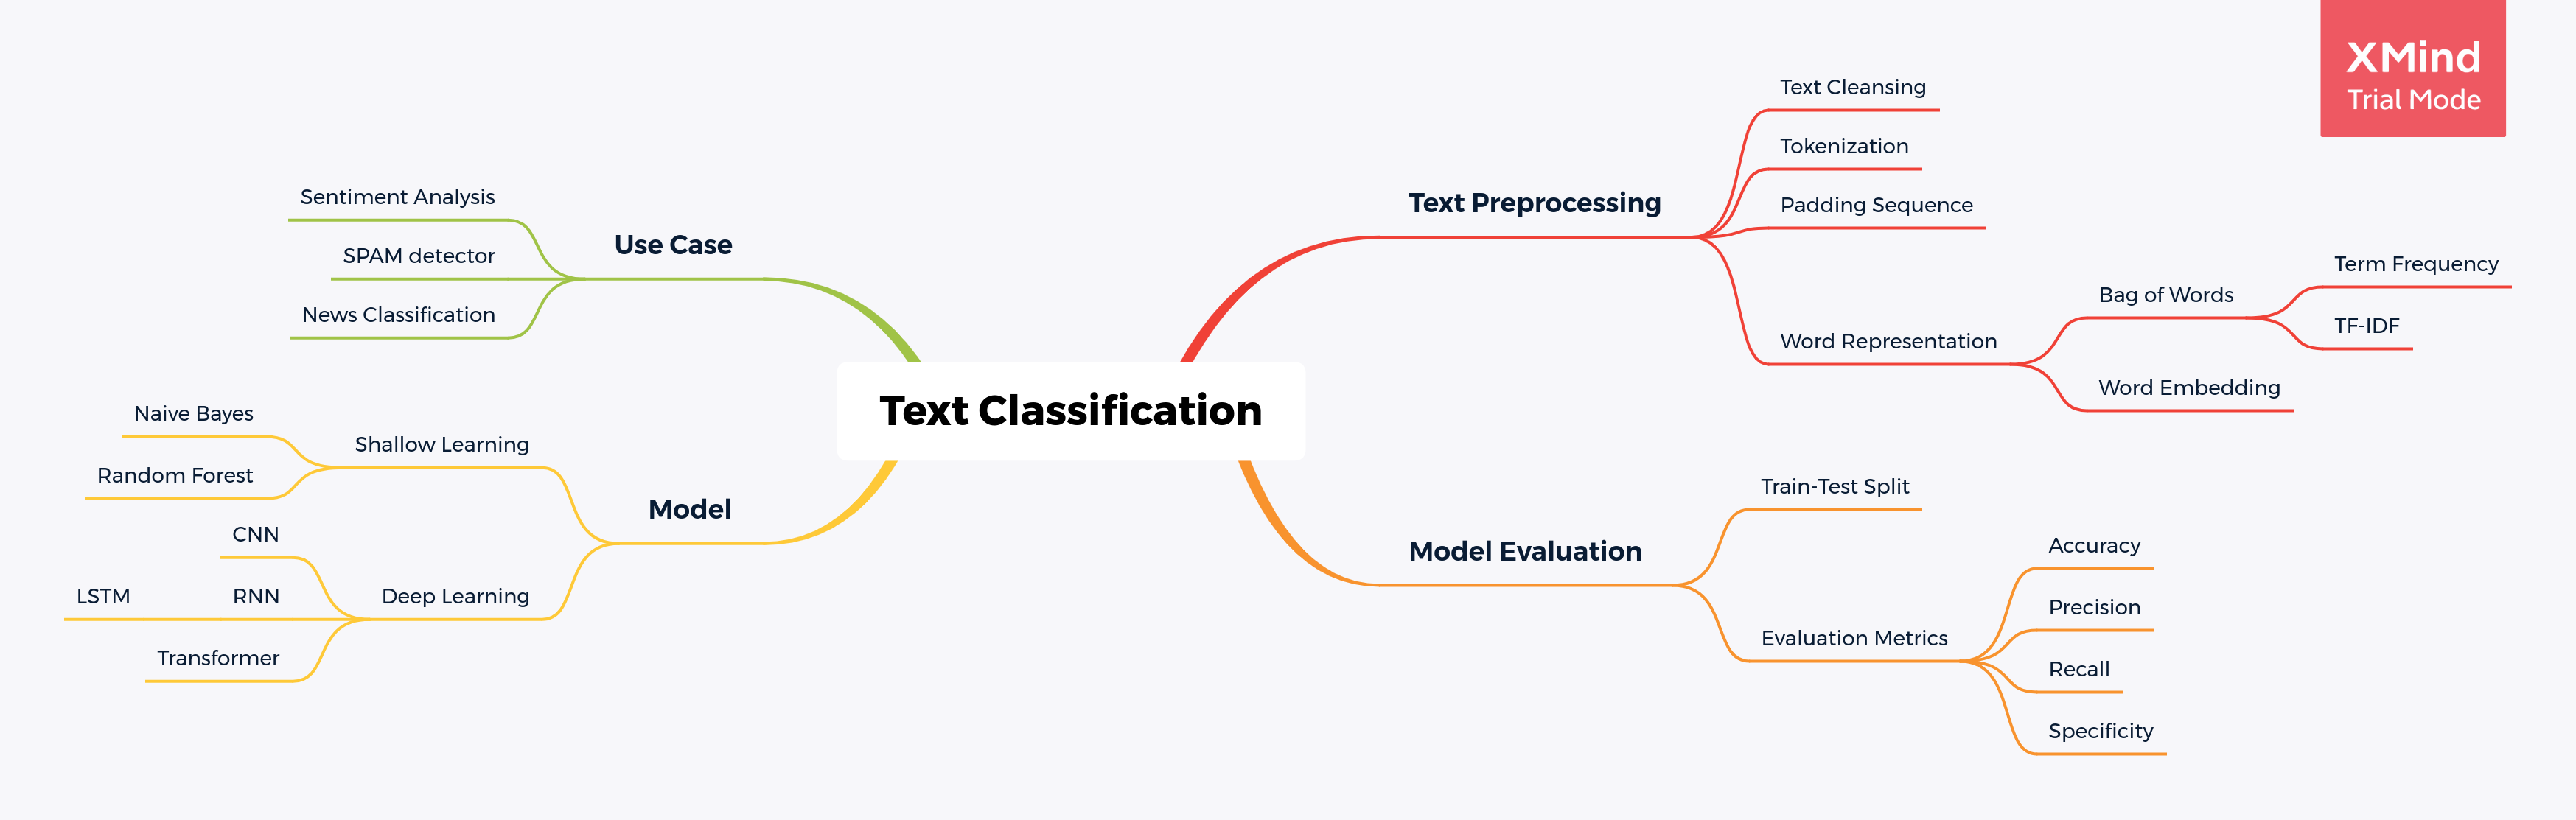 XMind
Trial Mode
Text Classification
Text Preprocessing
Text Cleansing
Tokenization
Padding Sequence
Word Representation
Bag of Words
Term Frequency
TF-IDF
Word Embedding
Model Evaluation
Train-Test Split
Evaluation Metrics
Accuracy
Precision
Recall
Specificity
Use Case
Sentiment Analysis
SPAM detector
News Classification
Model
Shallow Learning
Naive Bayes
Random Forest
Deep Learning
CNN
RNN
LSTM
Transformer